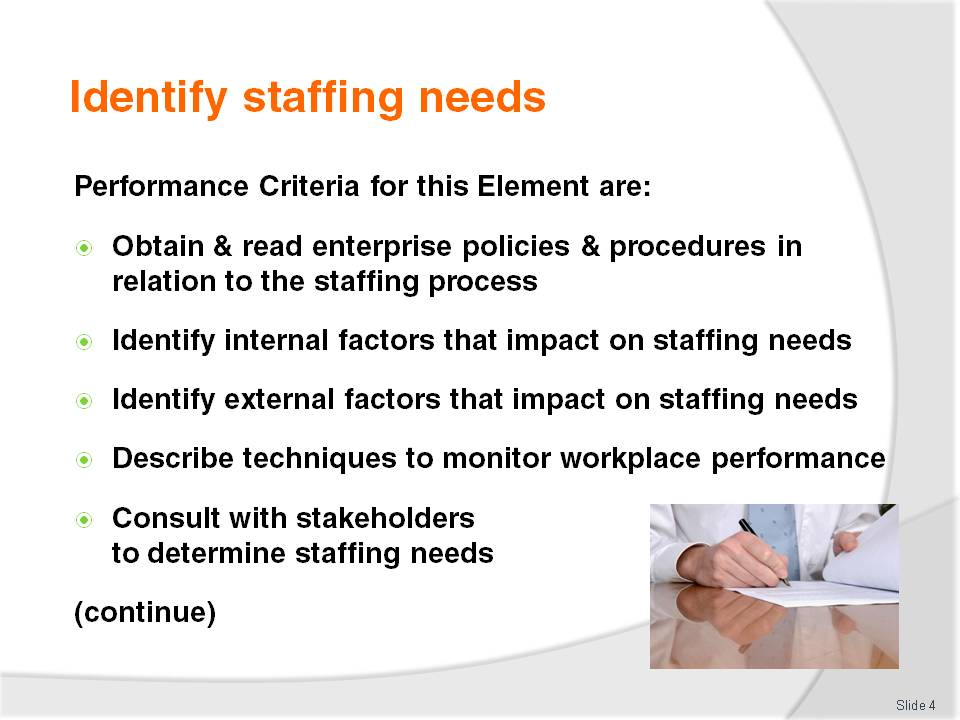 Identify staffing needs
Performance Criteria for this Element are:
Obtain & read enterprise policies & procedures in
relation to the staffing process
Identify internal factors that impact on staffing needs
Identify external factors that impact on staffing needs
Describe techniques to monitor workplace performance
Consult with stakeholders
to determine staffing needs
(continue)
Slide 4